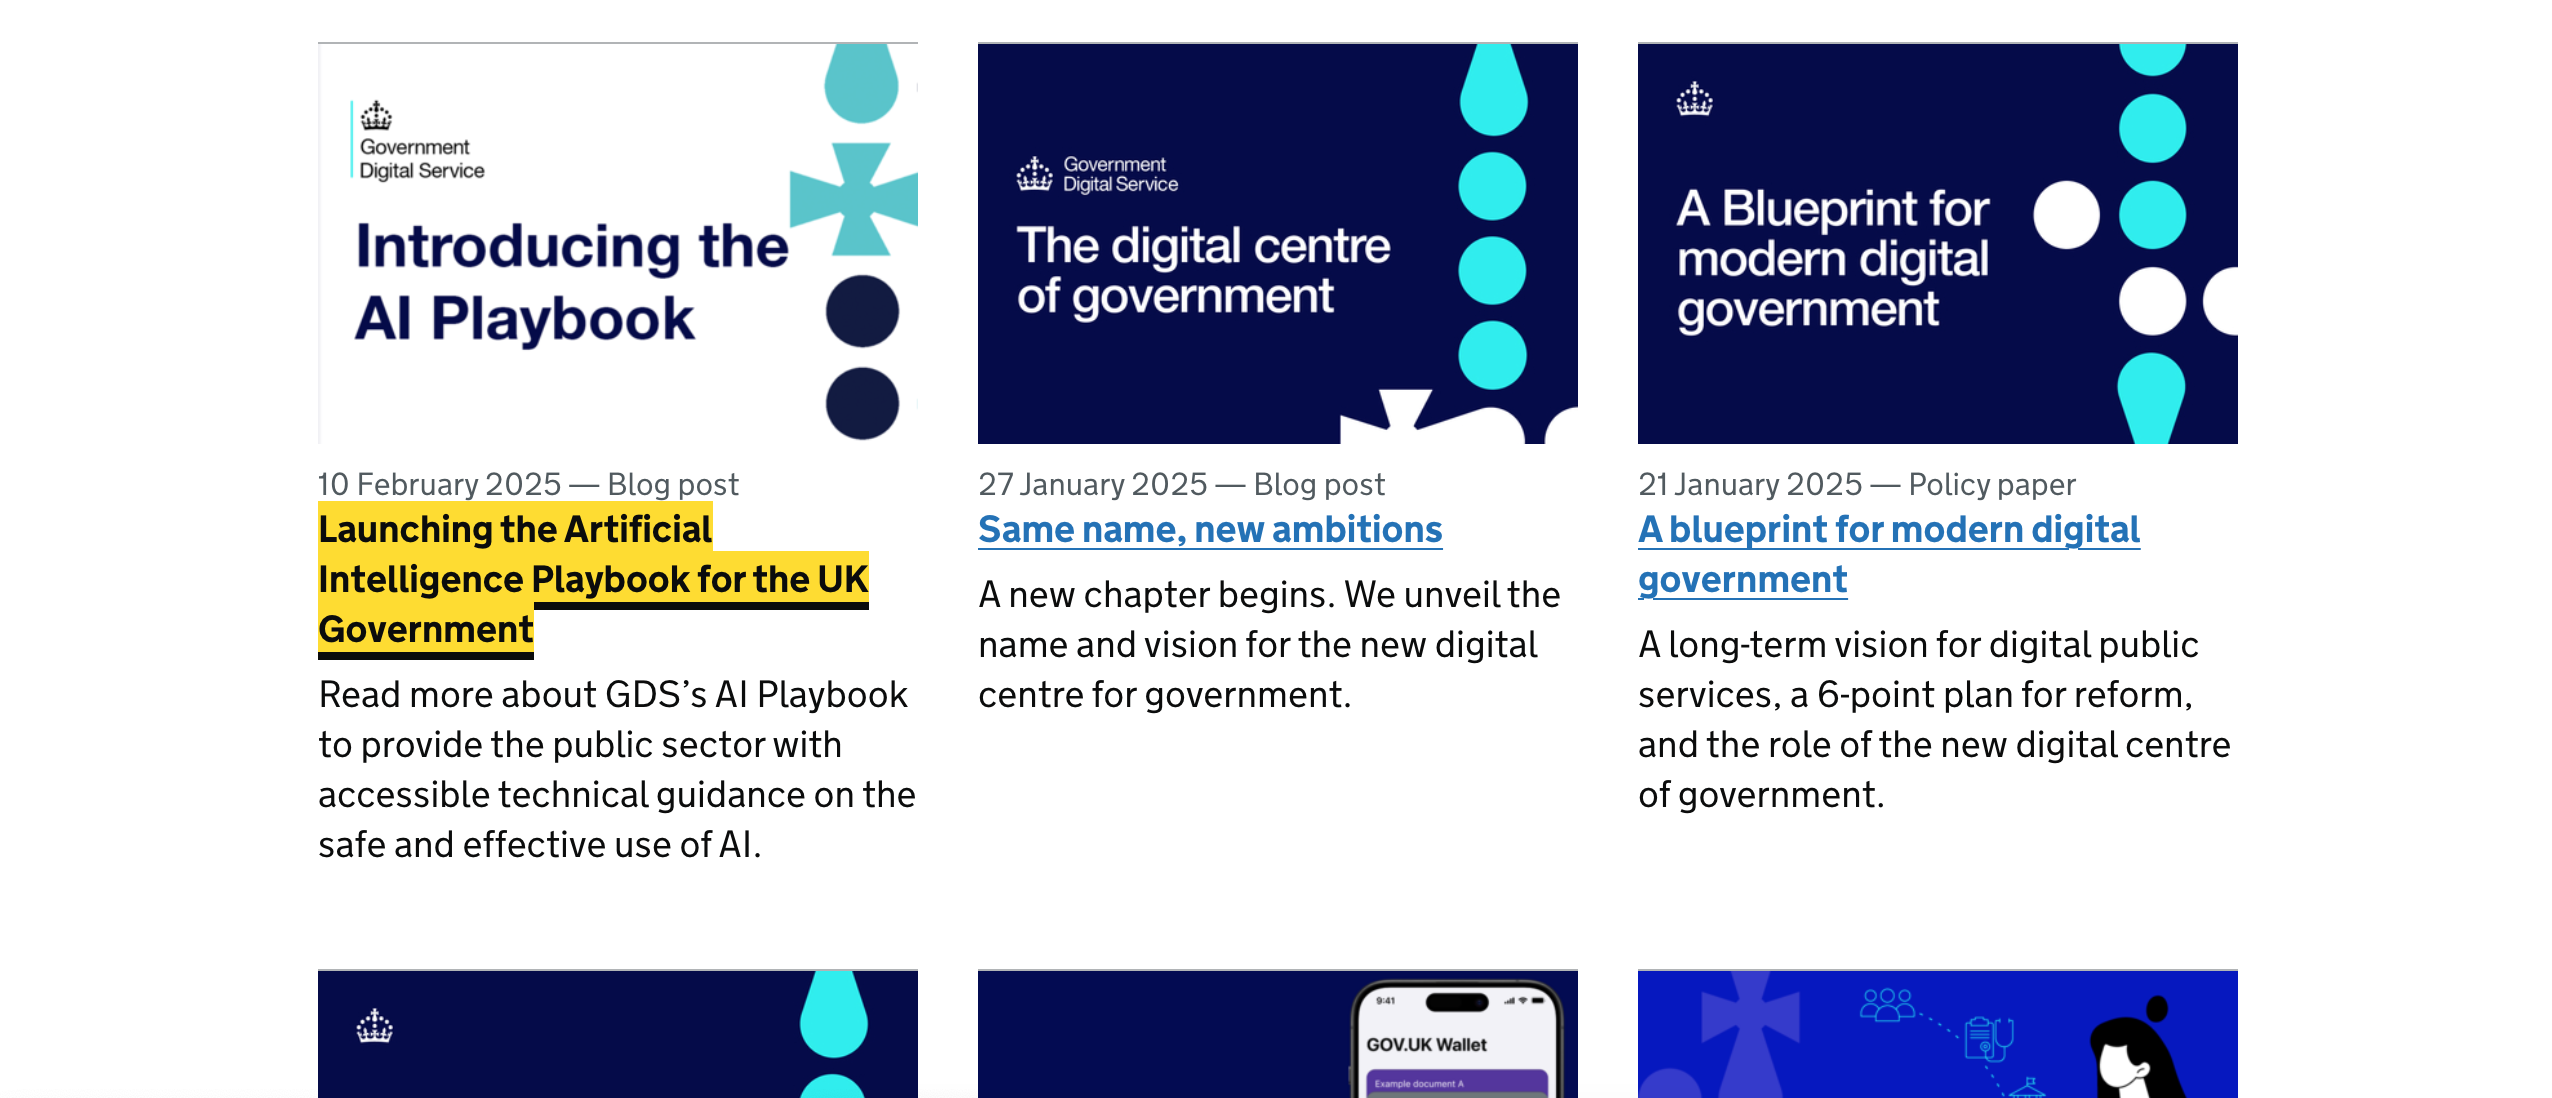 Government
Digital Service
Introducing the
AI Playbook
10 February 2025 — Blog post
Launching the Artificial
Intelligence Playbook for the UK
Government
Read more about GDS’s AI Playbook
to provide the public sector with
accessible technical guidance on the
safe and effective use of AI.
Government
Digital Service
The digital centre
of government
27 January 2025 — Blog post
Same name, new ambitions
A new chapter begins. We unveil the
name and vision for the new digital
centre for government.
A Blueprint for
modern digital
government
21 January 2025 — Policy paper
A blueprint for modern digital
government
A long-term vision for digital public
services, a 6-point plan for reform,
and the role of the new digital centre
of government.
9:41
GOV.UK Wallet
Example document A